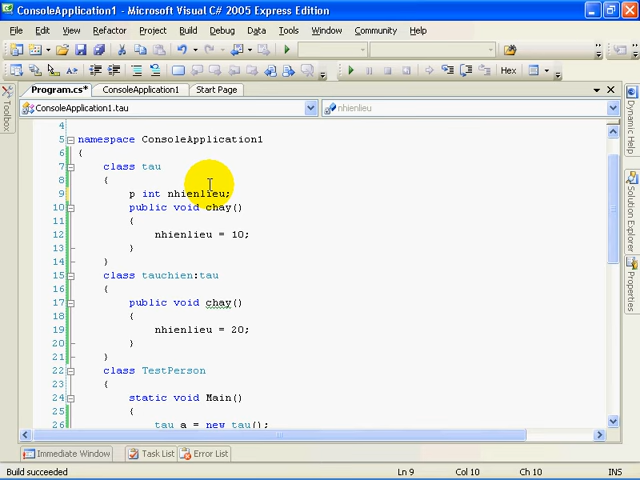 ConsoleApplication1 - Microsoft Visual C# 2005 Express Edition
File Edit View Refactor Project Build Debug Data Tools Window Community Help
Hex
Program.cs* ConsoleApplication1 Start Page
ConsoleApplication1.tau nhienlieu
4
5 namespace ConsoleApplication1
6 {
7 class tau
8 {
9 p int nhienlieu;
10 public void chay()
11 {
12 nhienlieu = 10;
13 }
14 }
15 class tauchien:tau
16 {
17 public void chay()
18 {
19 nhienlieu = 20;
20 }
21 }
22 class TestPerson
23 {
24 static void Main()
25 {
26 tau a = new tau();
Toolbox
Dynamic Help
Solution Explorer
Properties
Immediate Window Task List Error List
Build succeeded Ln 9 Col 10 Ch 10 INS